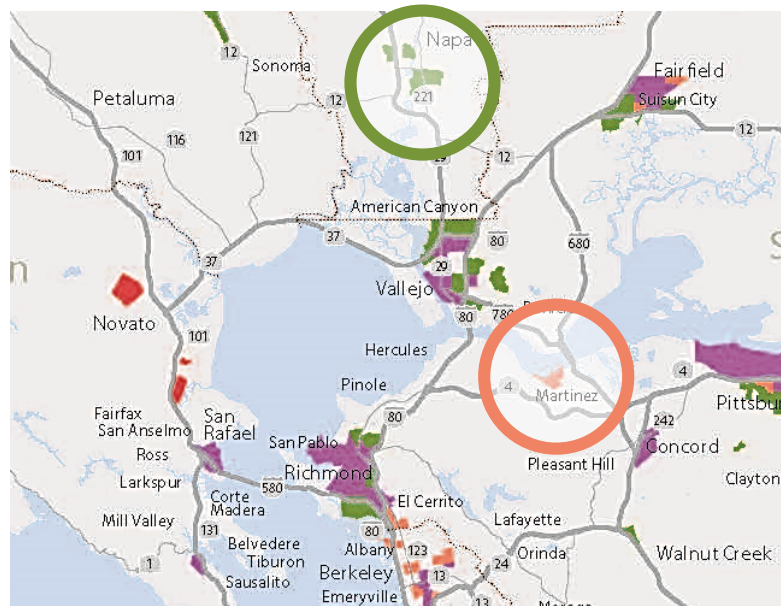 Napa
12
Sonoma
Fairfield
221
Suisun City
Petaluma
12
116
121
12
101
12
29
American Canyon
37
80
680
37
29
Vallejo
80
780
Novato
101
Hercules
4
4
Pinole
Martinez
Pittsbur
80
Fairfax
San
Rafael
242
San Anselmo
San Pablo
Concord
Ross
Richmond
Pleasant Hill
Larkspur
580
Clayton
Corte
Madera
El Cerrito
Mill Valley
131
80
Lafayette
Belvedere
Albany
123
Orinda
Walnut Creek
1
Tiburon
24
Berkeley
13
Sausalito
Emeryville
13